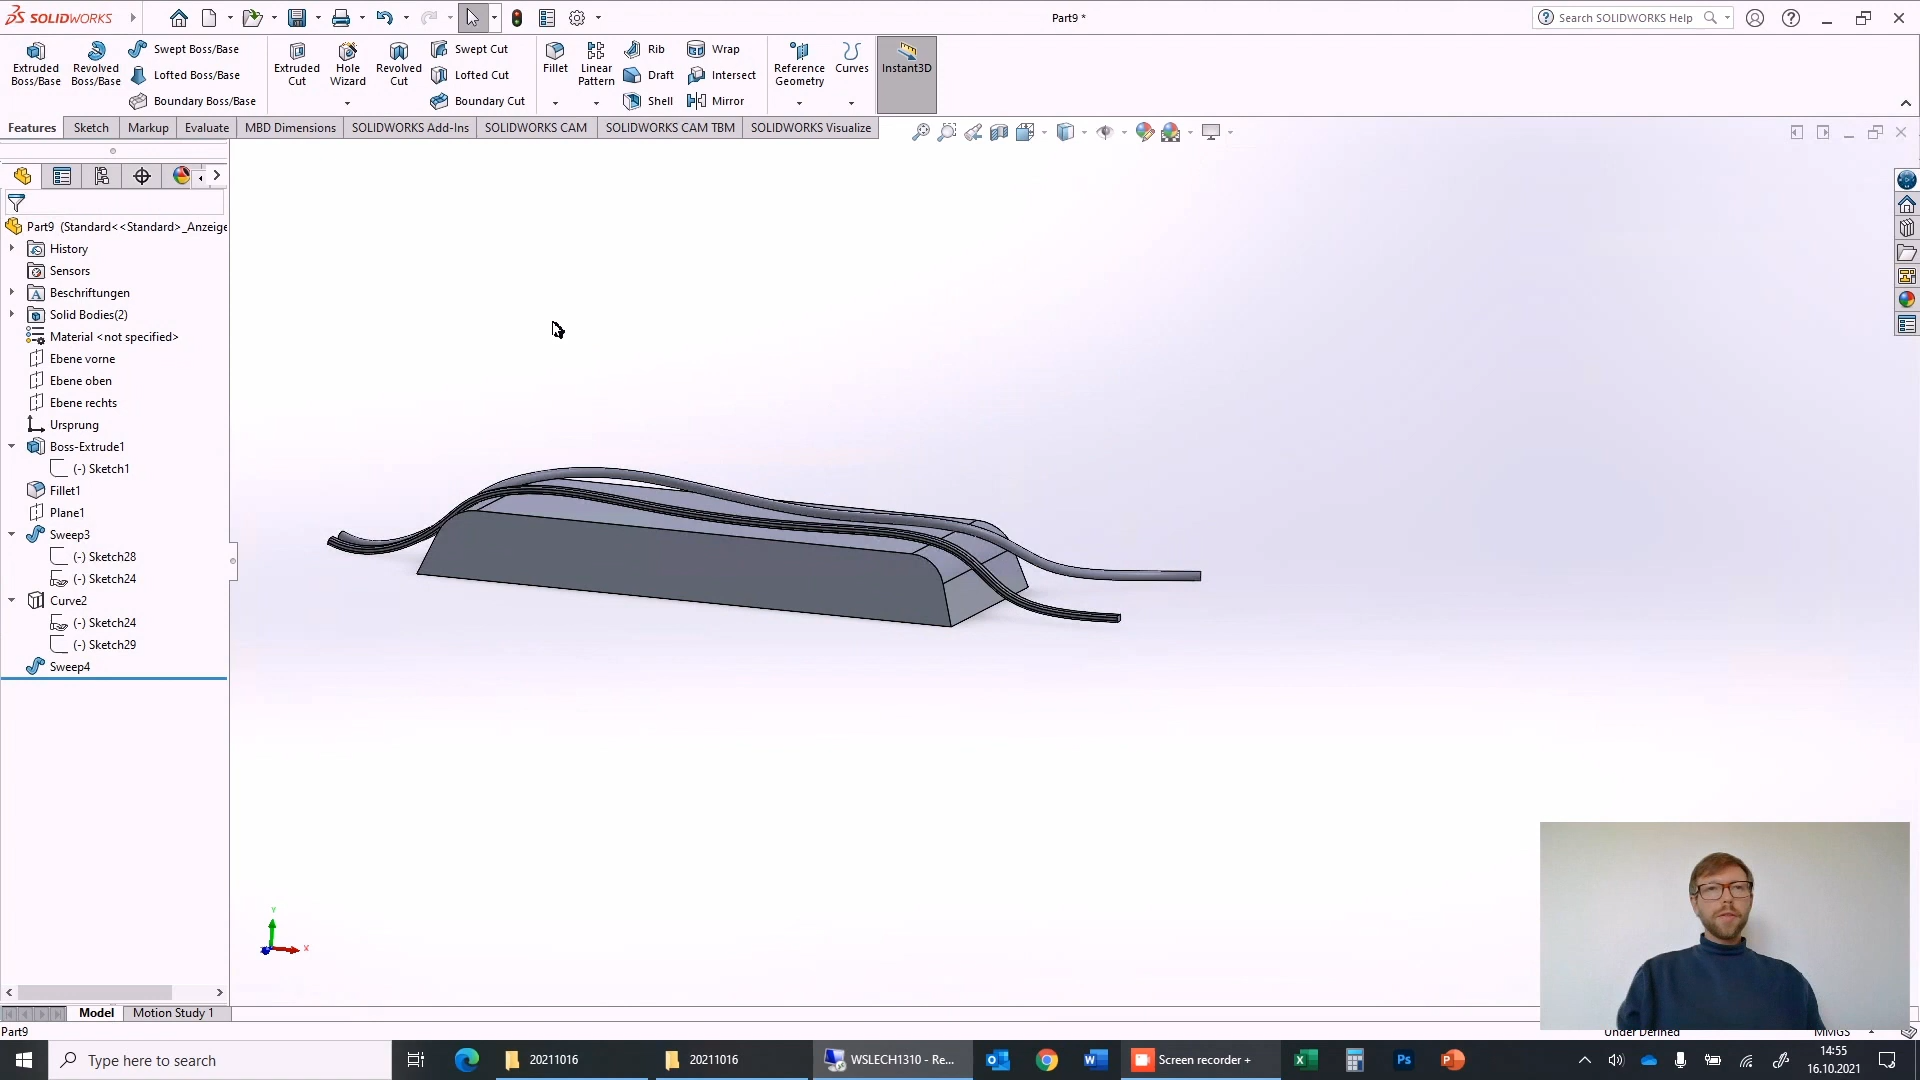 SOLIDWORKS
Part9 *
Search SOLIDWORKS Help
Extruded Boss/Base
Revolved Boss/Base
Swept Boss/Base
Lofted Boss/Base
Boundary Boss/Base
Extruded Cut
Hole Wizard
Revolved Cut
Swept Cut
Lofted Cut
Boundary Cut
Fillet
Linear Pattern
Rib
Draft
Shell
Wrap
Intersect
Mirror
Reference Geometry
Curves
Instant3D
Features
Sketch
Markup
Evaluate
MBD Dimensions
SOLIDWORKS Add-Ins
SOLIDWORKS CAM
SOLIDWORKS CAM TBM
SOLIDWORKS Visualize
Part9 (Standard<<Standard>_Anzeige
History
Sensors
Beschriftungen
Solid Bodies(2)
Material <not specified>
Ebene vorne
Ebene oben
Ebene rechts
Ursprung
Boss-Extrude1
(-) Sketch1
Fillet1
Plane1
Sweep3
(-) Sketch28
(-) Sketch24
Curve2
(-) Sketch24
(-) Sketch29
Sweep4
Y
X
Model
Motion Study 1
Part9
Under Defined
MMGS
Type here to search
20211016
20211016
WSLECH1310 - Re...
Screen recorder +
14:55
16.10.2021